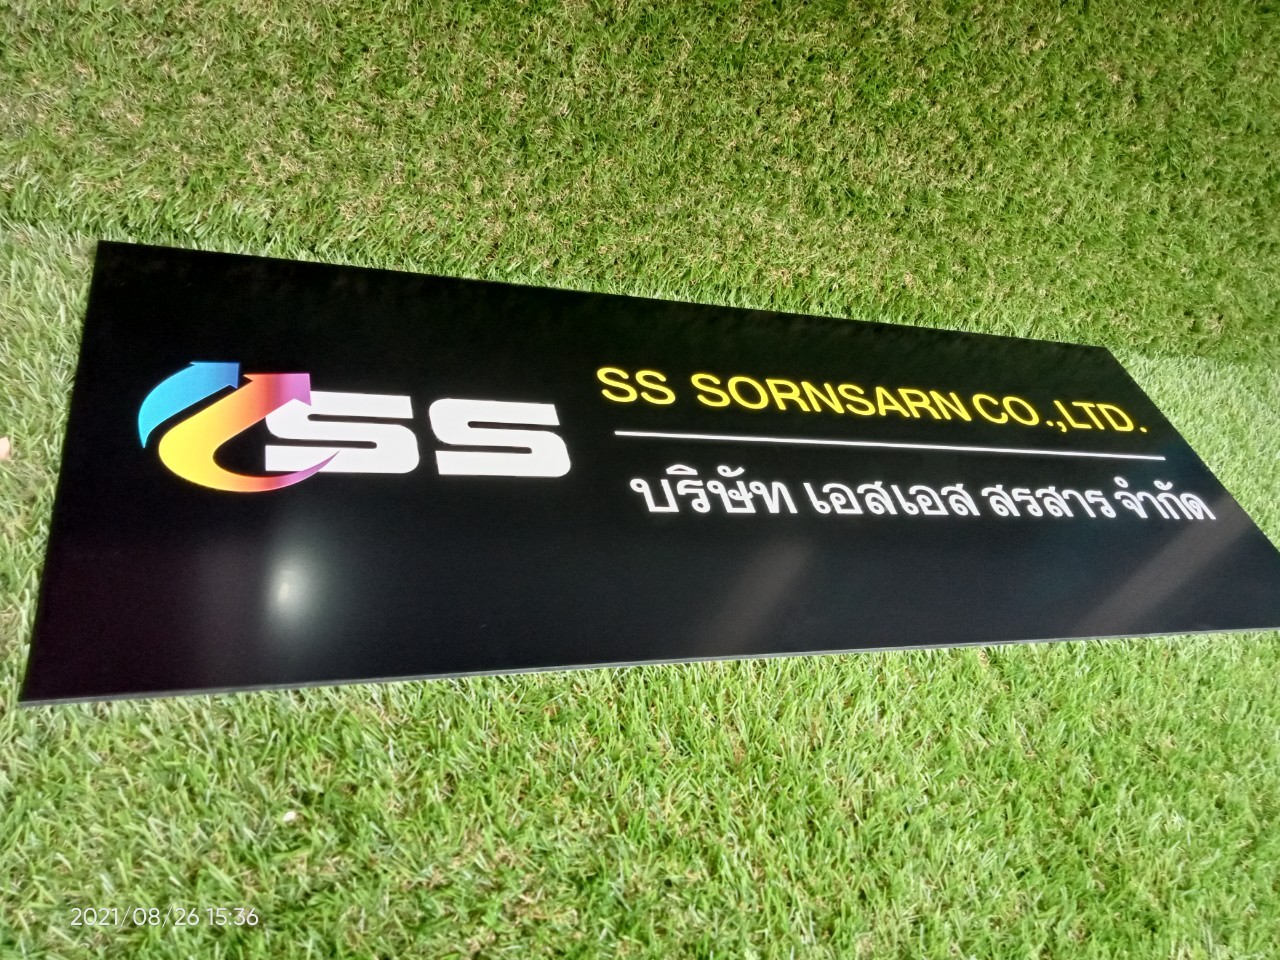 SS
SS SORNSARN CO.,LTD.
บริษัท เอสเอส สรสาร จำกัด
2021/08/26 15:36